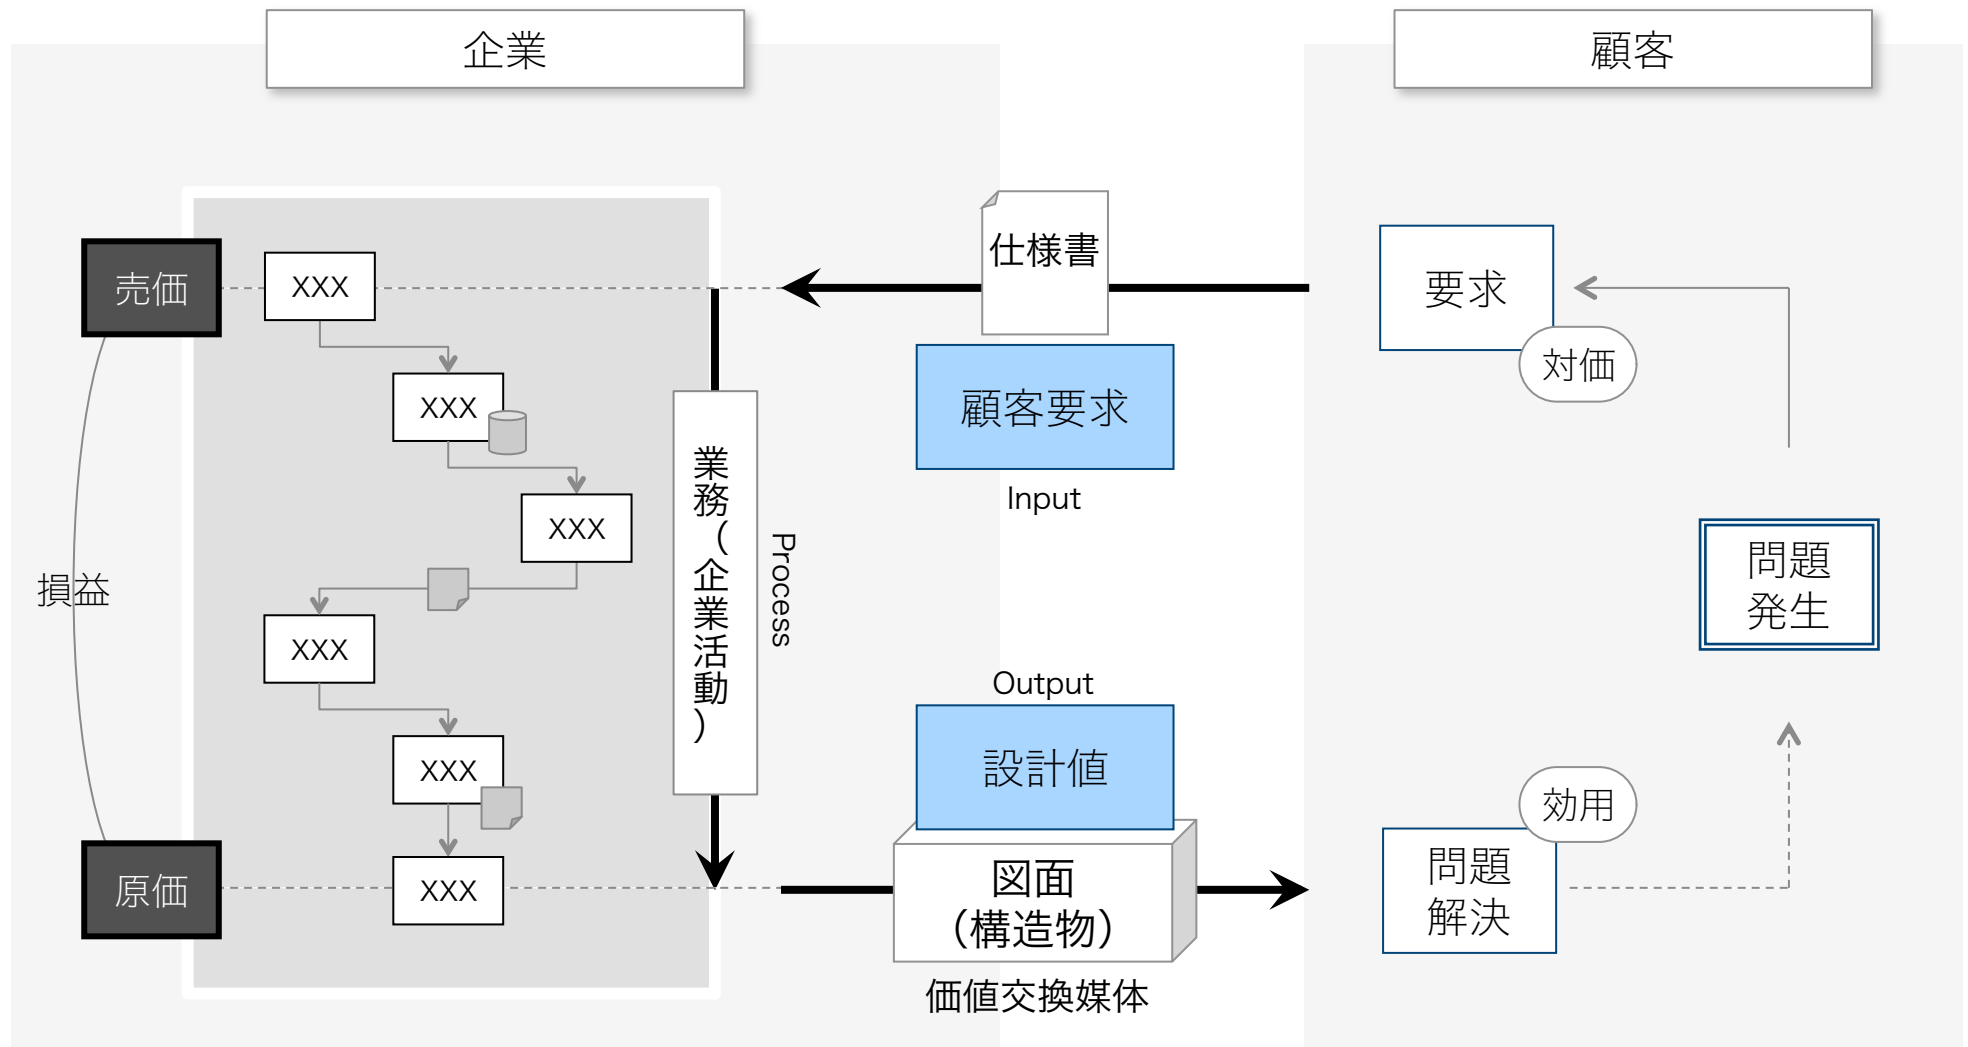 企業
顧客
売価
XXX
XXX
XXX
XXX
XXX
XXX
損益
原価
業務（企業活動）
Process
仕様書
顧客要求
Input
Output
設計値
図面
（構造物）
価値交換媒体
要求
対価
問題
発生
効用
問題
解決